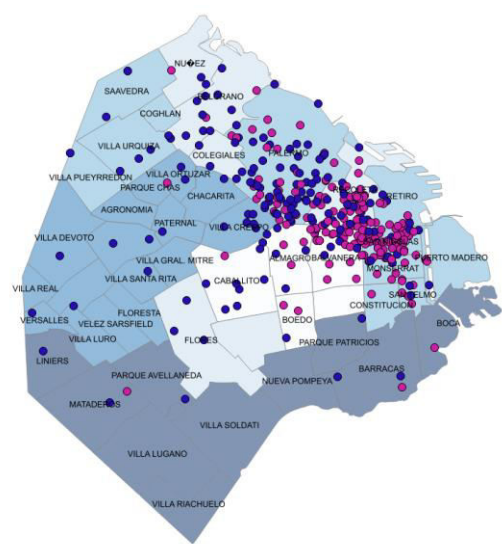 NU�EZ
SAAVEDRA
BELGRANO
COGHLAN
VILLA URQUIZA
COLEGIALES
PALERMO
VILLA PUEYRREDON
VILLA ORTUZAR
PARQUE CHAS
CHACARITA
RECOLETA
RETIRO
AGRONOMIA
PATERNAL
VILLA CRESPO
VILLA DEVOTO
VILLA GRAL. MITRE
ALMAGRO
BALVANERA
SAN NICOLAS
PUERTO MADERO
MONSERRAT
VILLA REAL
VILLA SANTA RITA
CABALLITO
SAN TELMO
CONSTITUCION
VERSALLES
VELEZ SARSFIELD
FLORESTA
BOEDO
BOCA
VILLA LURO
FLORES
PARQUE PATRICIOS
LINIERS
PARQUE AVELLANEDA
BARRACAS
NUEVA POMPEYA
MATADEROS
VILLA SOLDATI
VILLA LUGANO
VILLA RIACHUELO